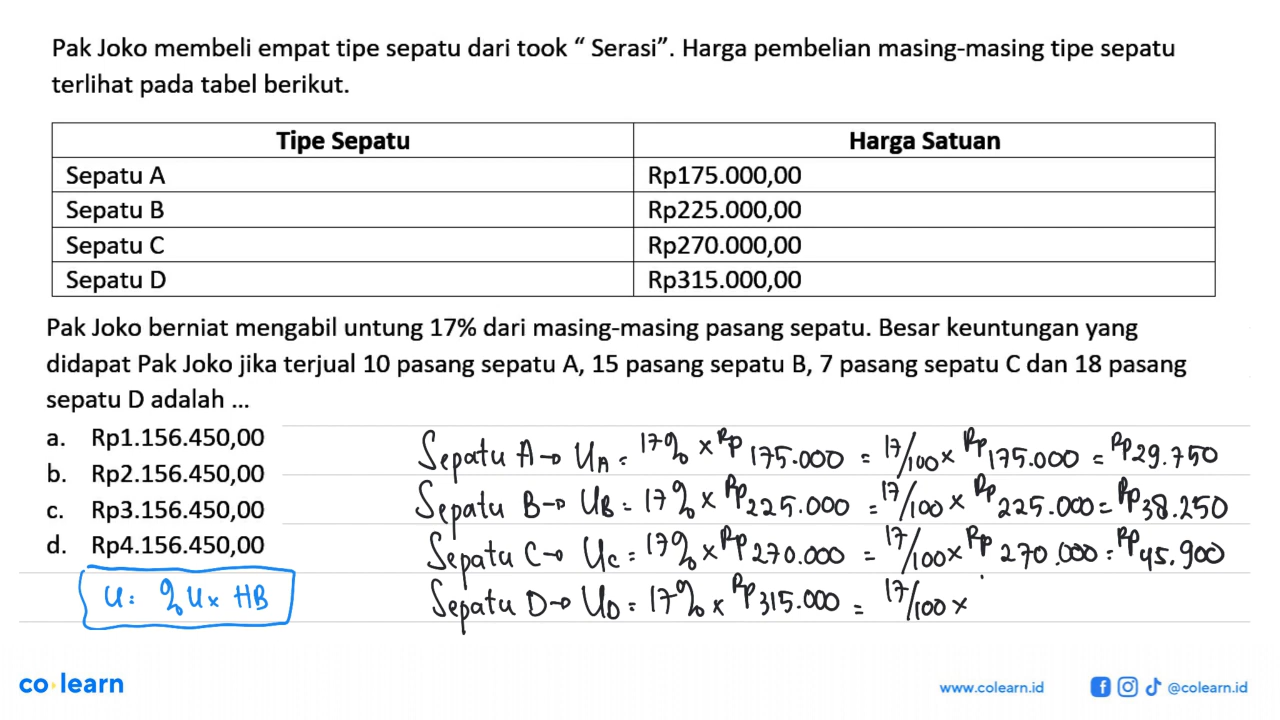 Pak Joko membeli empat tipe sepatu dari took “ Serasi”. Harga pembelian masing-masing tipe sepatu
terlihat pada tabel berikut.
Tipe Sepatu Harga Satuan
Sepatu A Rp175.000,00
Sepatu B Rp225.000,00
Sepatu C Rp270.000,00
Sepatu D Rp315.000,00
Pak Joko berniat mengabil untung 17% dari masing-masing pasang sepatu. Besar keuntungan yang
didapat Pak Joko jika terjual 10 pasang sepatu A, 15 pasang sepatu B, 7 pasang sepatu C dan 18 pasang
sepatu D adalah ...
a. Rp1.156.450,00
b. Rp2.156.450,00
c. Rp3.156.450,00
d. Rp4.156.450,00
U = %U x HB
Sepatu A → UA = 17% x Rp 175.000 = 17/100 x Rp 175.000 = Rp 29.750
Sepatu B → UB = 17% x Rp 225.000 = 17/100 x Rp 225.000 = Rp 38.250
Sepatu C → UC = 17% x Rp 270.000 = 17/100 x Rp 270.000 = Rp 45.900
Sepatu D → UD = 17% x Rp 315.000 = 17/100 x
co learn
www.colearn.id @colearn.id